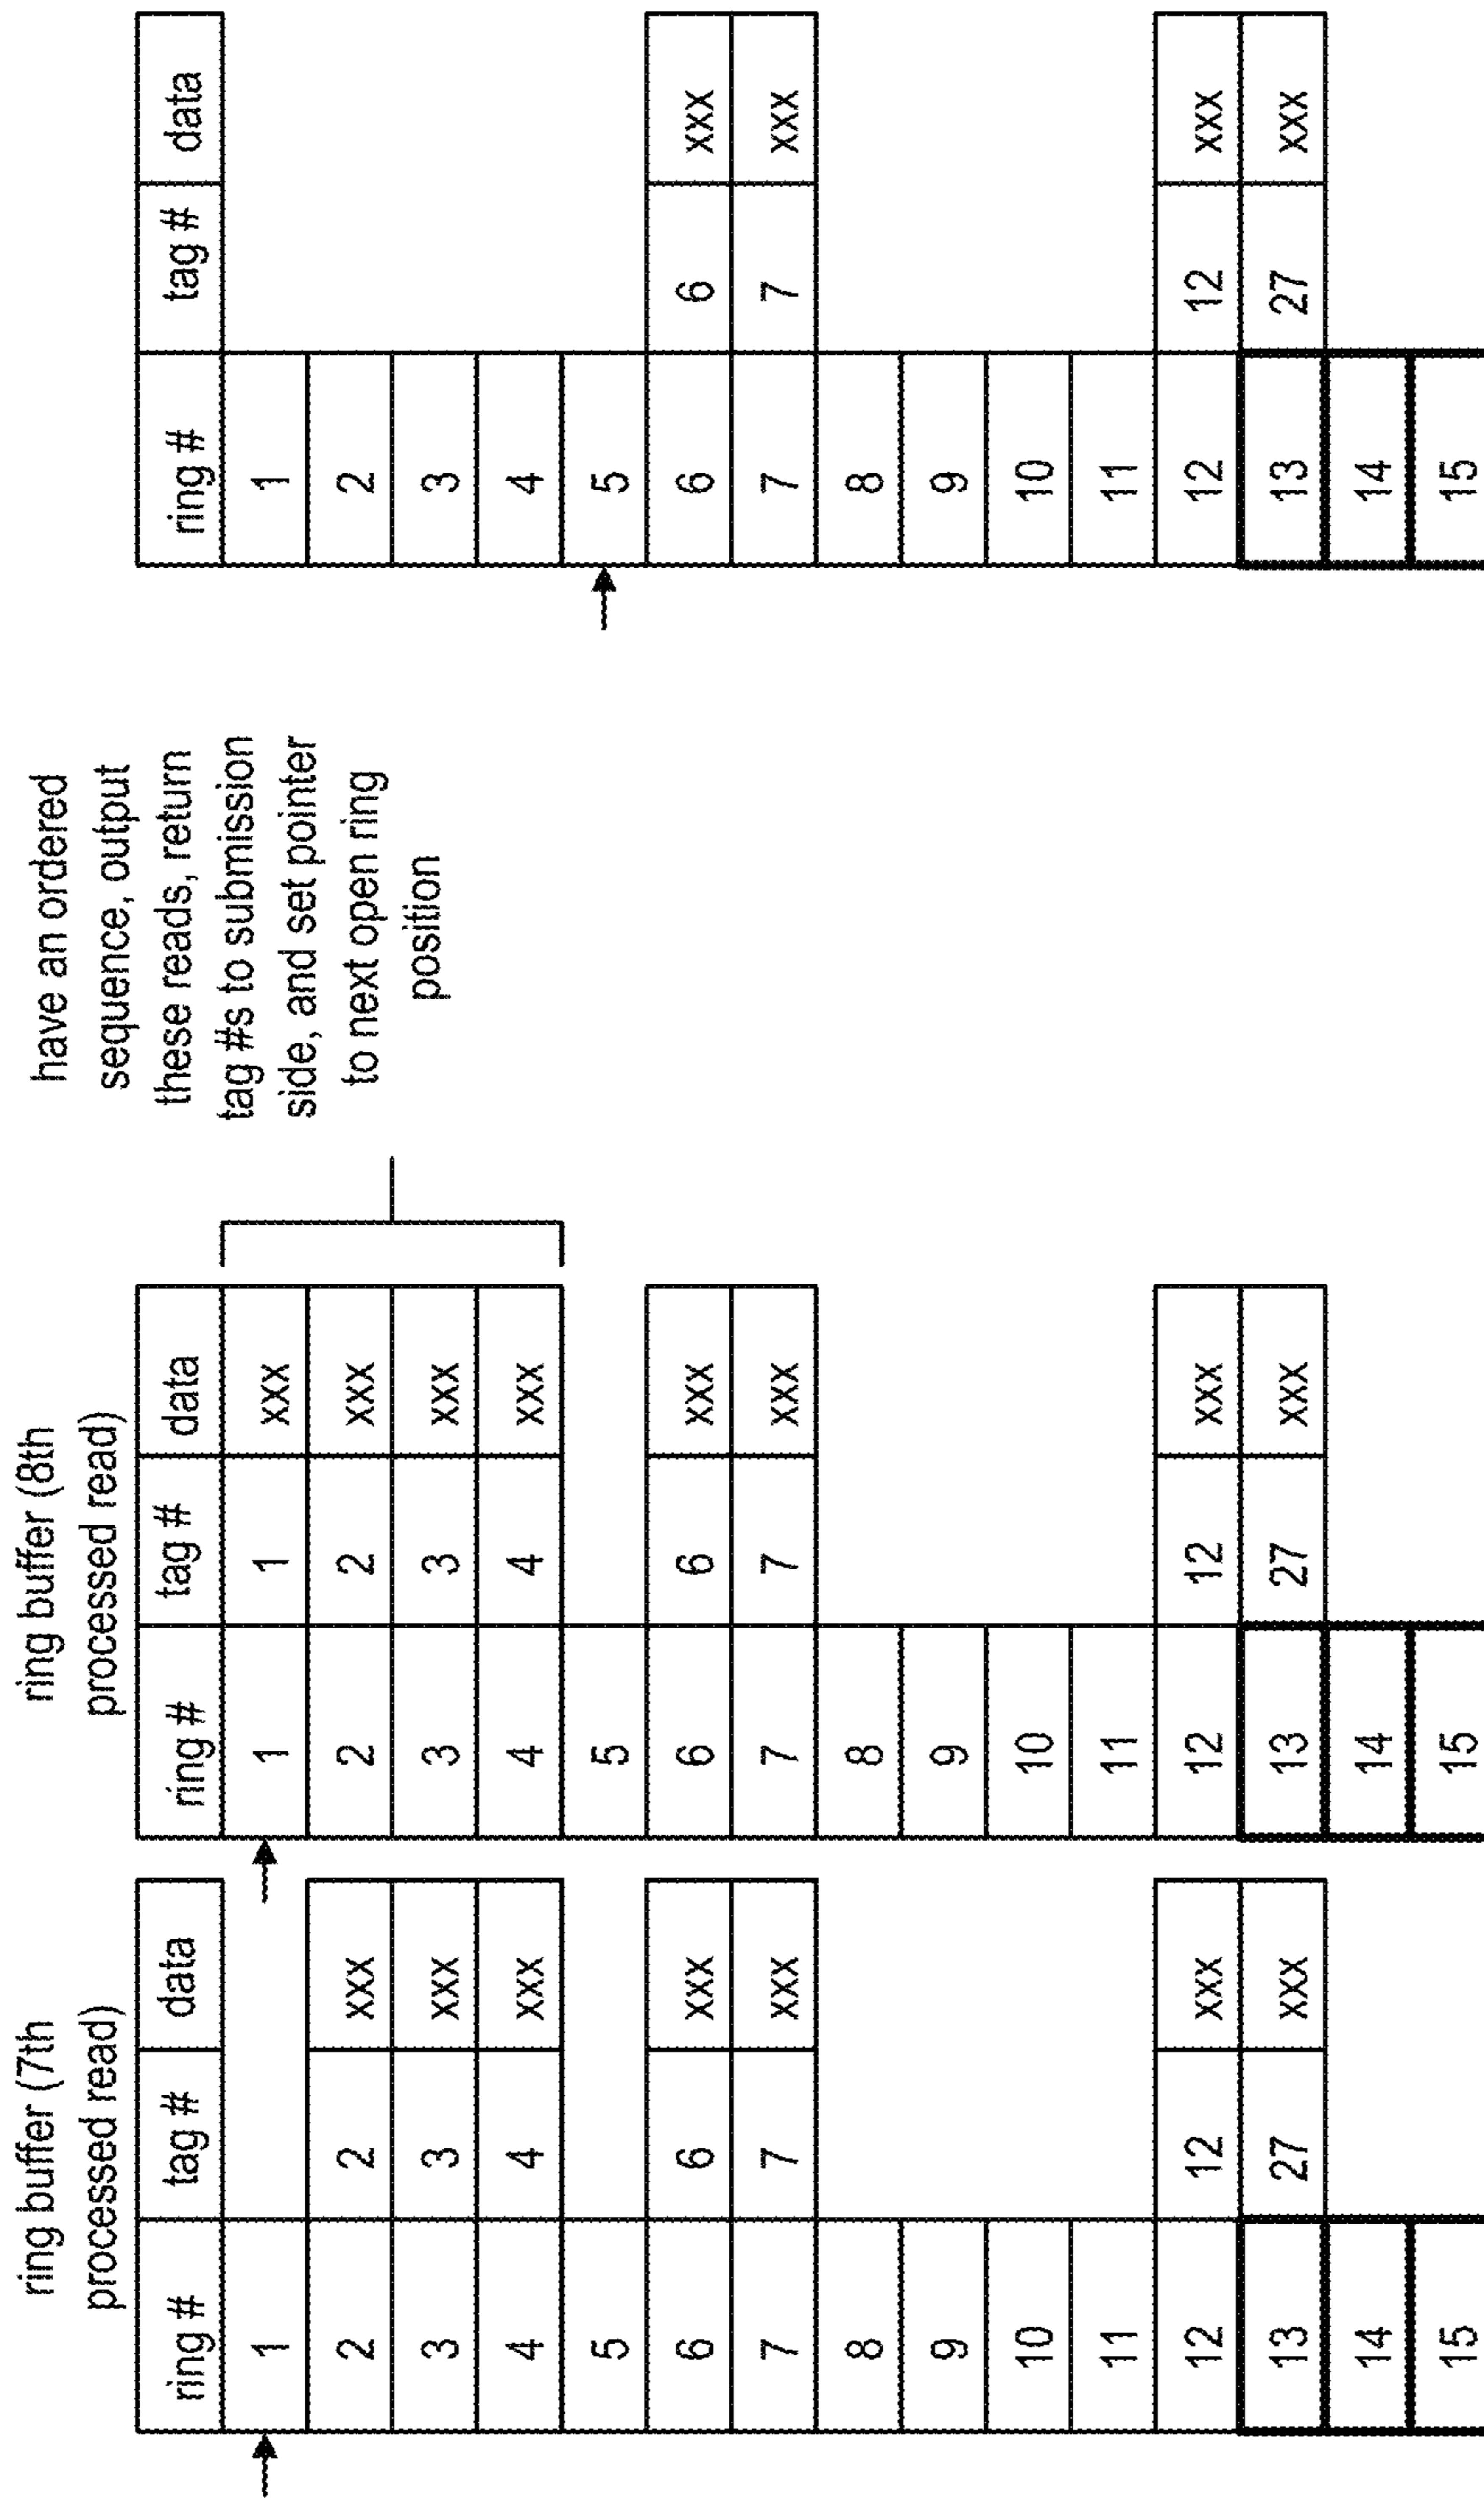 ring buffer (7th
processed read)
ring # tag # data
1
2 2 xxx
3 3 xxx
4 4 xxx
5
6 6 xxx
7 7 xxx
8
9
10
11
12 12 xxx
13 27 xxx
14
15
ring buffer (8th
processed read)
ring # tag # data
1 1 xxx
2 2 xxx
3 3 xxx
4 4 xxx
5
6 6 xxx
7 7 xxx
8
9
10
11
12 12 xxx
13 27 xxx
14
15
have an ordered
sequence, output
these reads, return
tag #s to submission
side, and set pointer
to next open ring
position
ring # tag # data
1
2
3
4
5
6 6 xxx
7 7 xxx
8
9
10
11
12 12 xxx
13 27 xxx
14
15